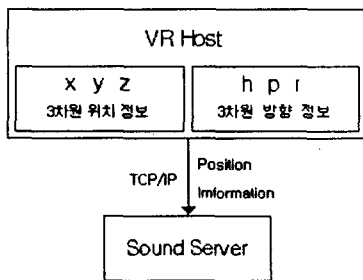 VR Host
x y z
3차원 위치 정보
h p r
3차원 방향 정보
TCP/IP
Position
Imformation
Sound Server